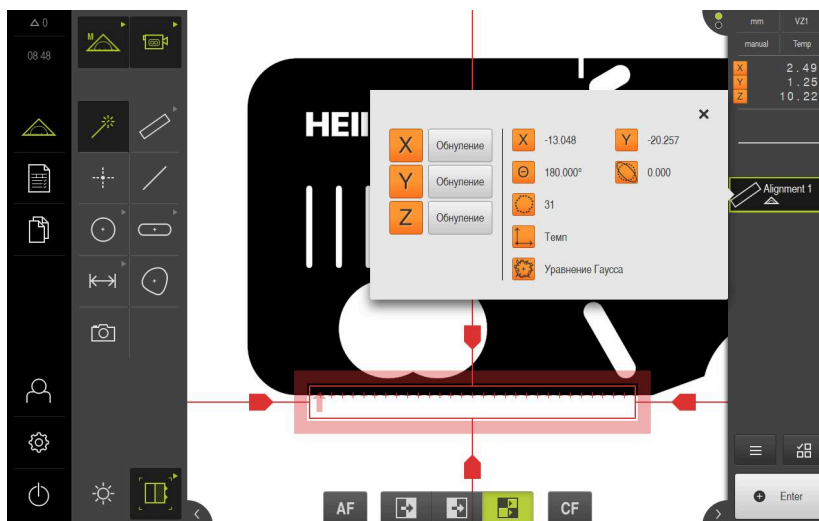 0
08 48
M
mm VZ1
manual Temp
X 2.49
Y 1.25
Z 10.22
HEI
X Обнуление
Y Обнуление
Z Обнуление
X -13.048 Y -20.257
Θ 180.000° 0.000
31
Темп
Уравнение Гаусса
Alignment 1
AF CF
Enter